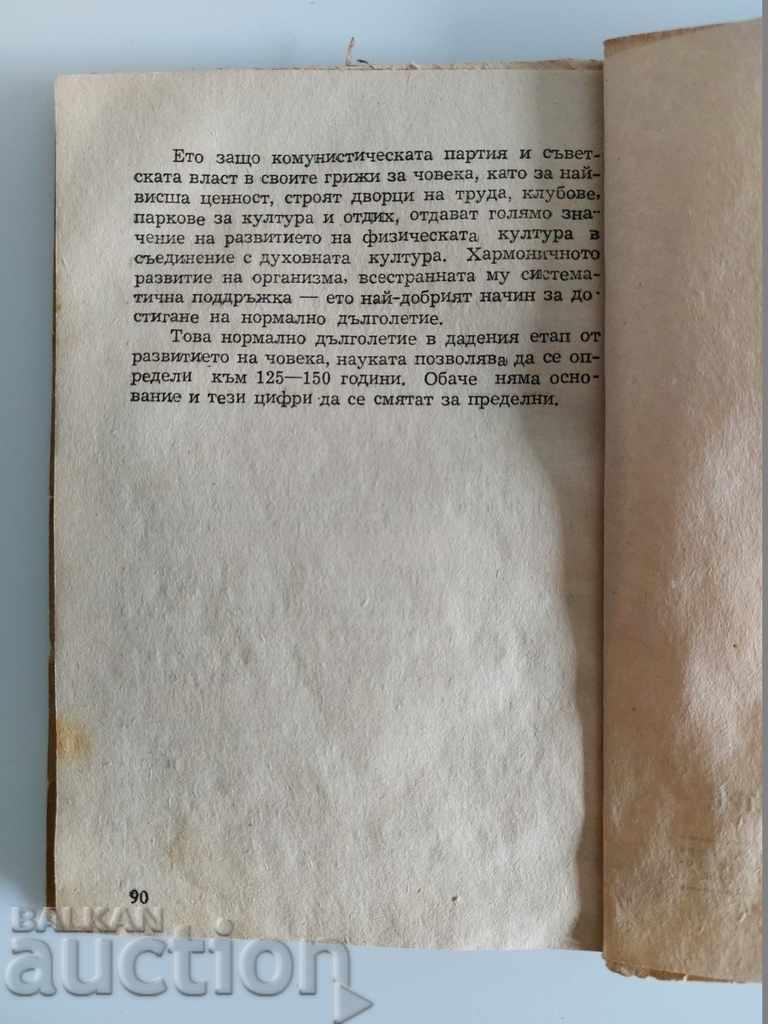 Ето защо комунистическата партия и съвет-
ската власт в своите грижи за човека, като за най-
висша ценност, строят дворци на труда, клубове,
паркове за култура и отдих, отдават голямо зна-
чение на развитието на физическата култура в
съединение с духовната култура. Хармоничното
развитие на организма, всестранната му система-
тична поддръжка — ето най-добрият начин за до-
стигане на нормално дълголетие.
Това нормално дълголетие в дадения етап от
развитието на човека, науката позволява да се оп-
редели към 125—150 години. Обаче няма осно-
вание и тези цифри да се смятат за пределни.
90
BALKAN
auction